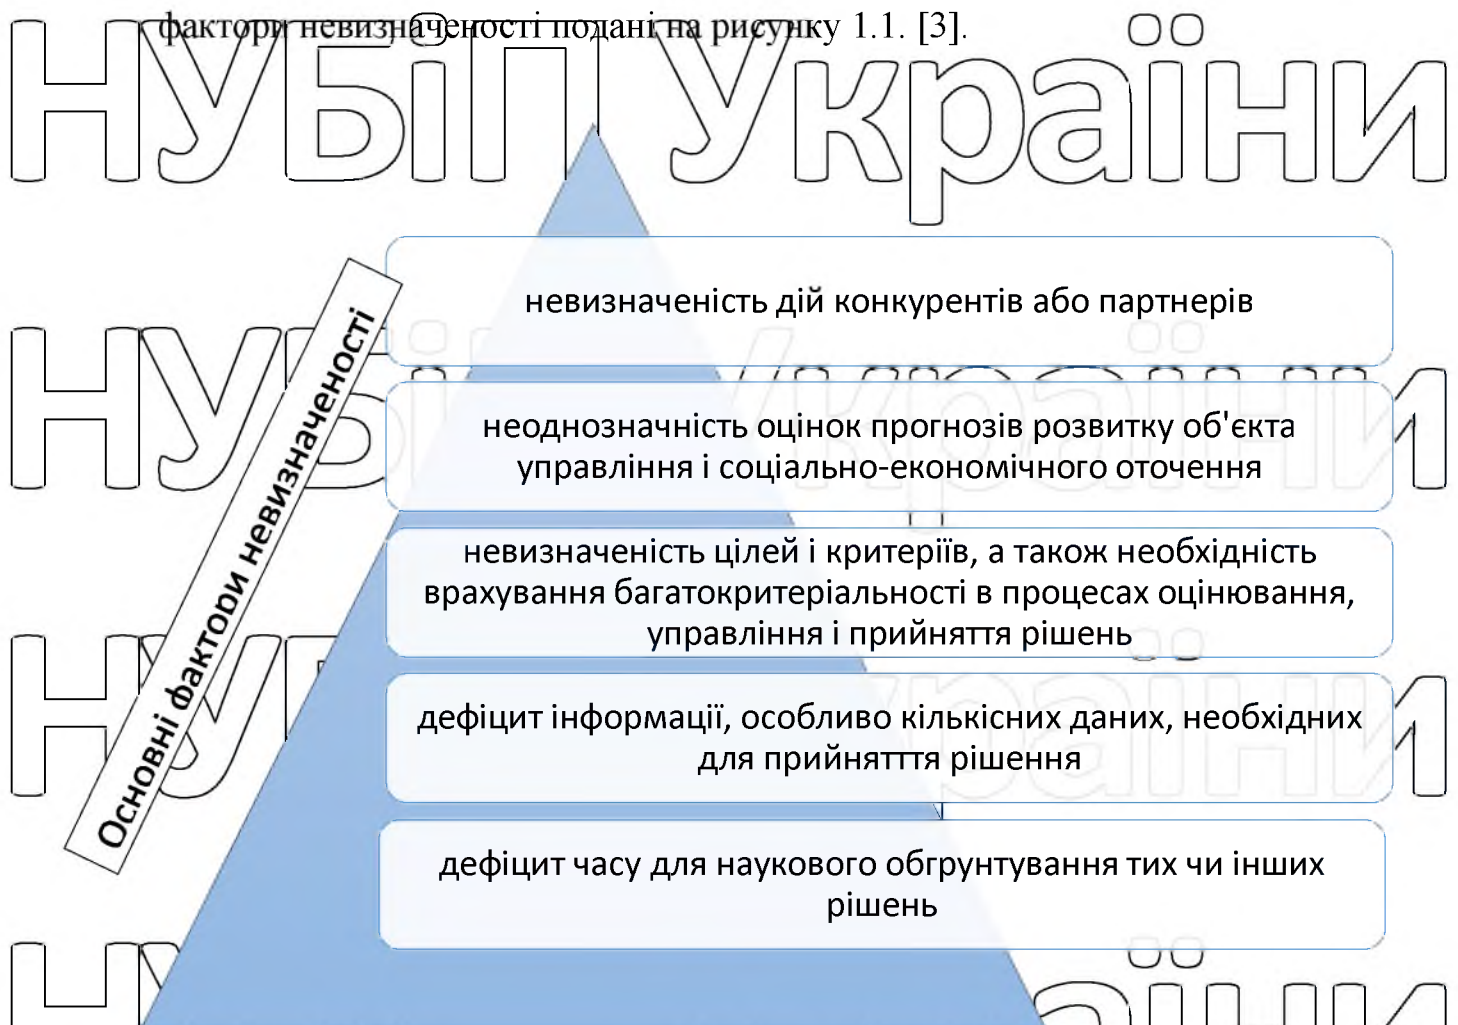 фактори невизначеності подані на рисунку 1.1. [3].
НУБіП України
невизначеність дій конкурентів або партнерів
Основні фактори невизначеності
НУБіП України
неоднозначність оцінок прогнозів розвитку об'єкта
управління і соціально-економічного оточення
невизначеність цілей і критеріїв, а також необхідність
врахування багатокритеріальності в процесах оцінювання,
управління і прийняття рішень
дефіцит інформації, особливо кількісних даних, необхідних
для прийнятття рішення
дефіцит часу для наукового обгрунтування тих чи інших
рішень